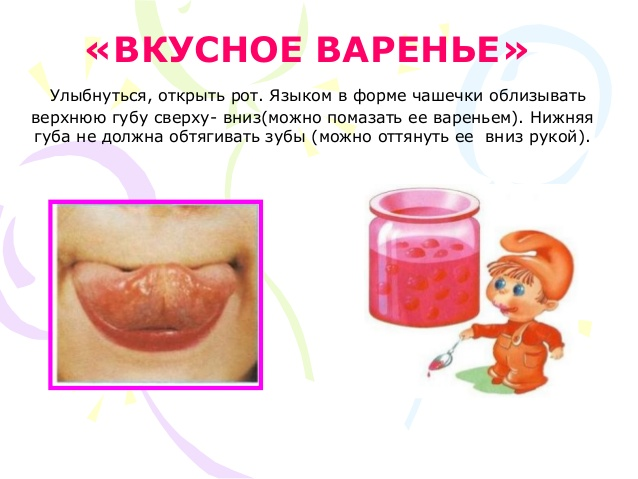 «ВКУСНОЕ ВАРЕНЬЕ»
Улыбнуться, открыть рот. Языком в форме чашечки облизывать
верхнюю губу сверху- вниз(можно помазать ее вареньем). Нижняя
губа не должна обтягивать зубы (можно оттянуть ее  вниз рукой).